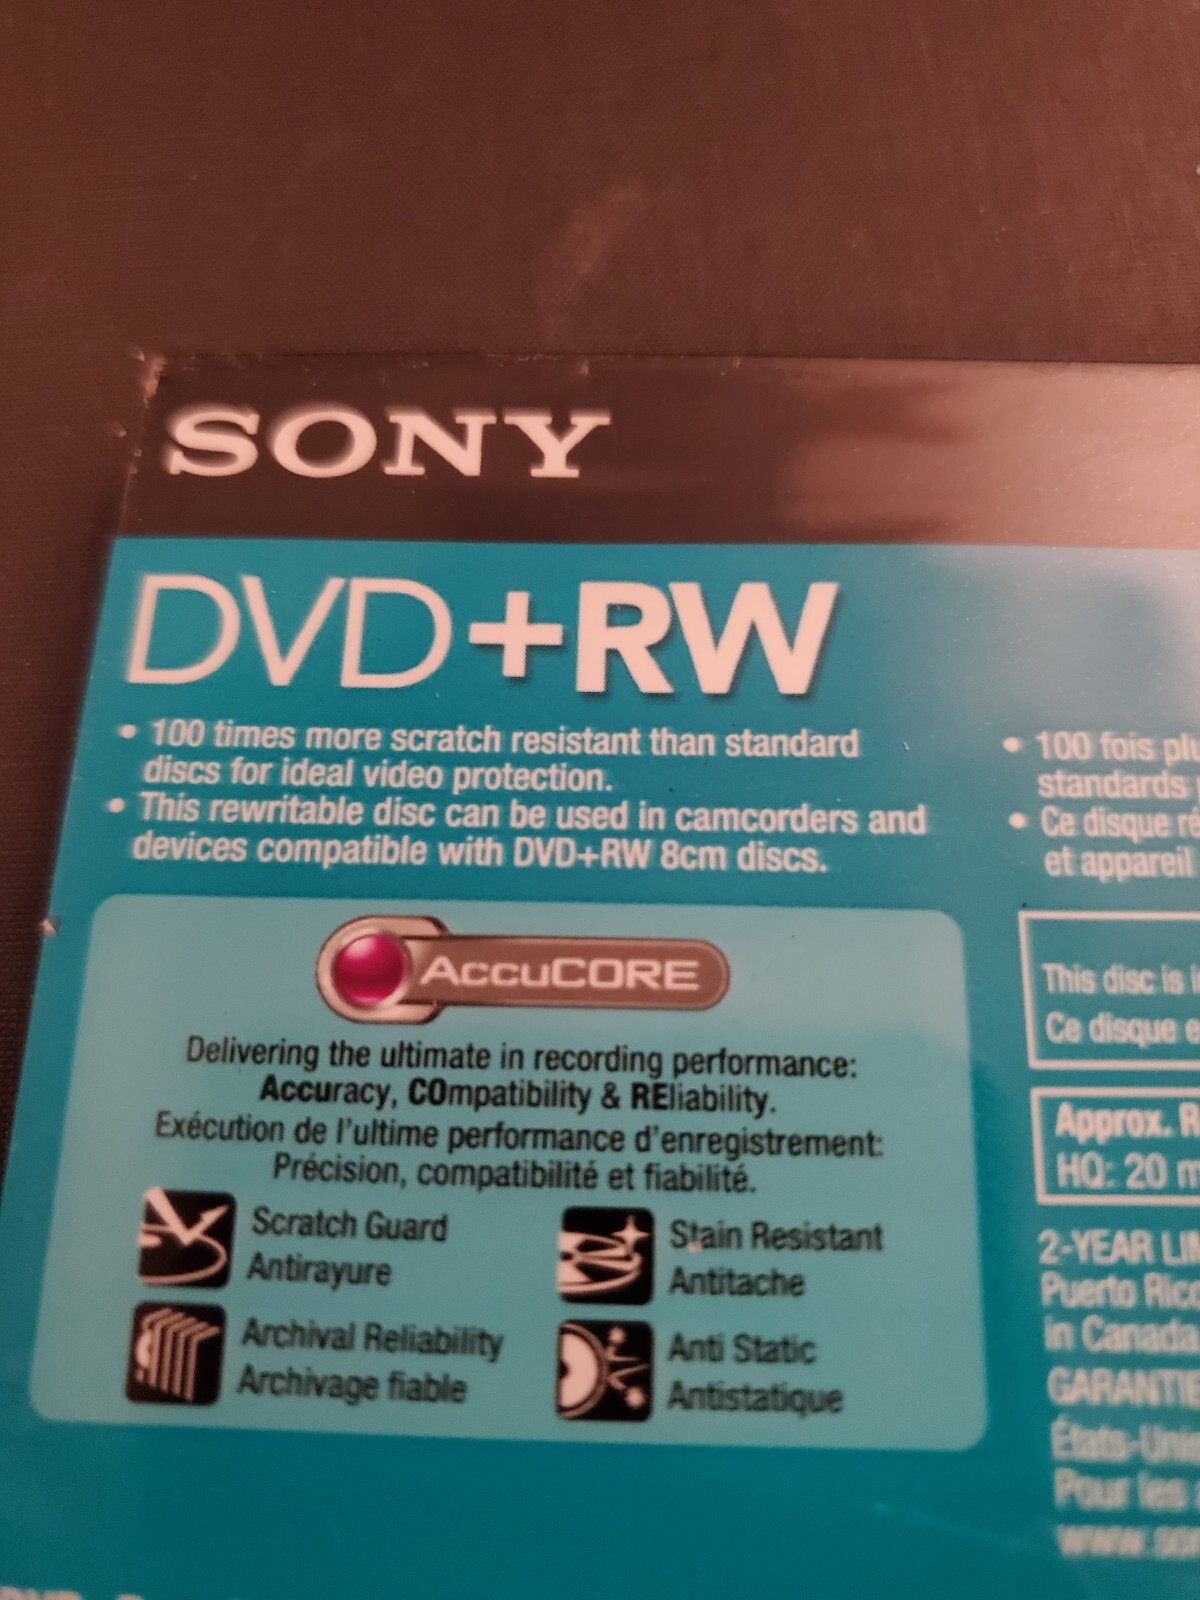 SONY
DVD+RW
• 100 times more scratch resistant than standard
discs for ideal video protection.
• This rewritable disc can be used in camcorders and
devices compatible with DVD+RW 8cm discs.
AccuCORE
Delivering the ultimate in recording performance:
Accuracy, COmpatibility & REliability.
Exécution de l'ultime performance d'enregistrement:
Précision, compatibilité et fiabilité.
Scratch Guard
Antirayure
Stain Resistant
Antitache
Archival Reliability
Archivage fiable
Anti Static
Antistatique
• 100 fois
standards
• Ce disque
et appareil
This disc is
Ce disque
Approx.
HQ: 20
2-YEAR
Puerto
in Canada
GARANTIE
États-Unis
Pour les